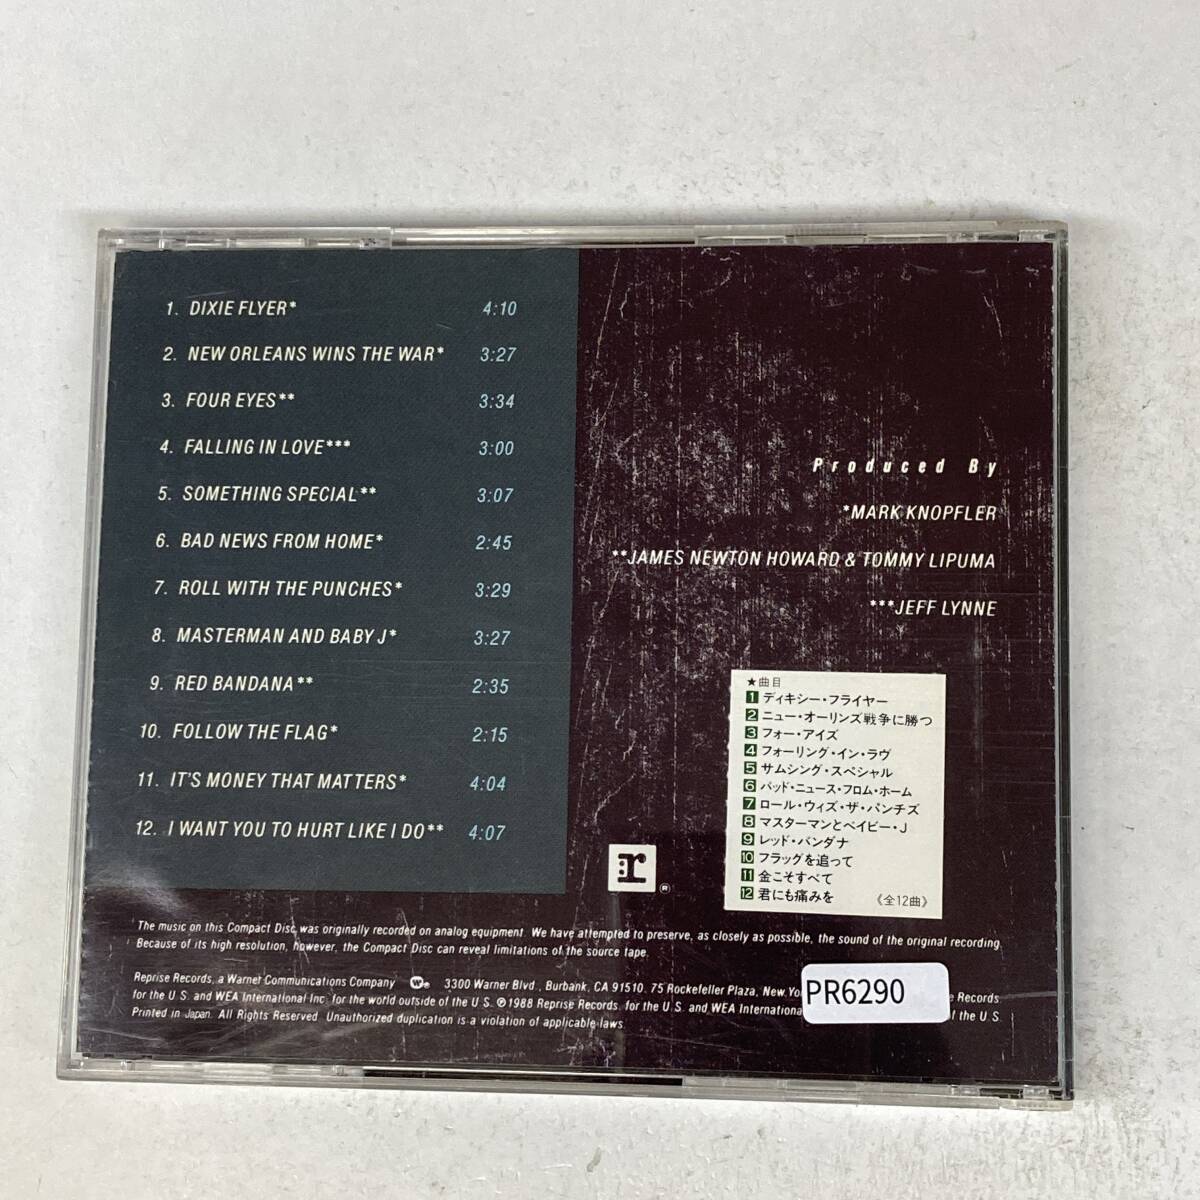 1. DIXIE FLYER* 4:10
2. NEW ORLEANS WINS THE WAR* 3:27
3. FOUR EYES** 3:34
4. FALLING IN LOVE*** 3:00
5. SOMETHING SPECIAL** 3:07
6. BAD NEWS FROM HOME* 2:45
7. ROLL WITH THE PUNCHES* 3:29
8. MASTERMAN AND BABY J* 3:27
9. RED BANDANA** 2:35
10. FOLLOW THE FLAG* 2:15
11. IT'S MONEY THAT MATTERS* 4:04
12. I WANT YOU TO HURT LIKE I DO** 4:07
Produced By
*MARK KNOPFLER
**JAMES NEWTON HOWARD & TOMMY LIPUMA
***JEFF LYNNE
★曲目
1 ディキシー・フライヤー
2 ニュー・オーリンズ戦争に勝つ
3 フォー・アイズ
4 フォーリング・イン・ラヴ
5 サムシング・スペシャル
6 バッド・ニュース・フロム・ホーム
7 ロール・ウィズ・ザ・パンチズ
8 マスターマンとベイビー・J
9 レッド・バンダナ
10 フラッグを追って
11 金こそすべて
12 君にも痛みを 《全12曲》
r ®
The music on this Compact Disc was originally recorded on analog equipment. We have attempted to preserve, as closely as possible, the sound of the original recording.
Because of its high resolution, however, the Compact Disc can reveal limitations of the source tape.
Reprise Records, a Warner Communications Company 3300 Warner Blvd., Burbank, CA 91510. 75 Rockefeller Plaza, New Yo e Records
for the U.S. and WEA International Inc. for the world outside of the U.S. ℗1988 Reprise Records. for the U.S. and WEA Internationa t of the U.S.
Printed in Japan. All Rights Reserved. Unauthorized duplication is a violation of applicable laws.
PR6290